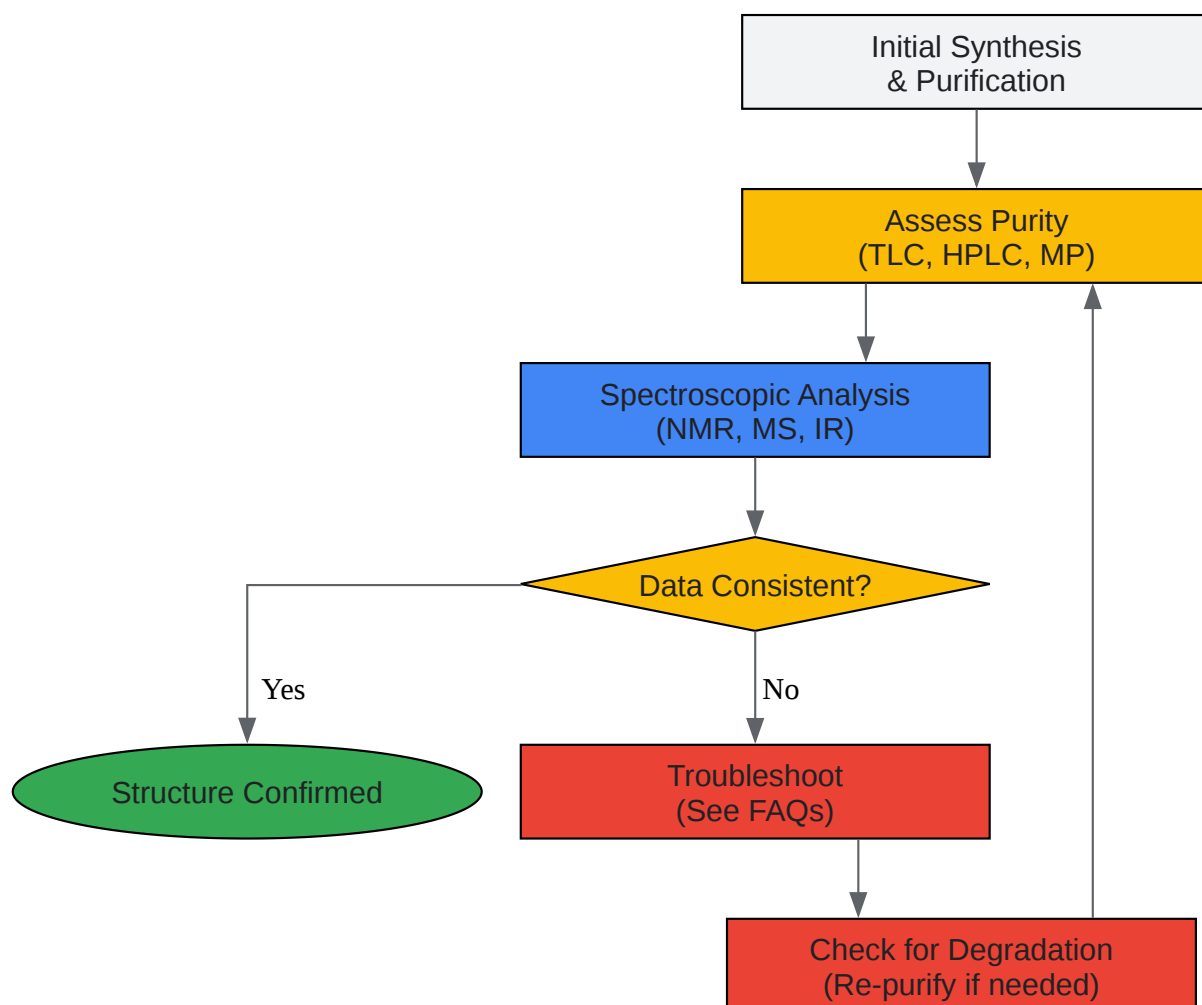 Initial Synthesis
& Purification
Assess Purity
(TLC, HPLC, MP)
Spectroscopic Analysis
(NMR, MS, IR)
Data Consistent?
Yes
No
Structure Confirmed
Troubleshoot
(See FAQs)
Check for Degradation
(Re-purify if needed)